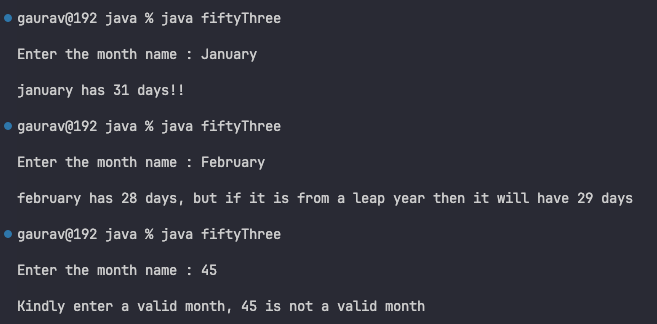 gaurav@192 java % java fiftyThree
Enter the month name : January
january has 31 days!!
gaurav@192 java % java fiftyThree
Enter the month name : February
february has 28 days, but if it is from a leap year then it will have 29 days
gaurav@192 java % java fiftyThree
Enter the month name : 45
Kindly enter a valid month, 45 is not a valid month